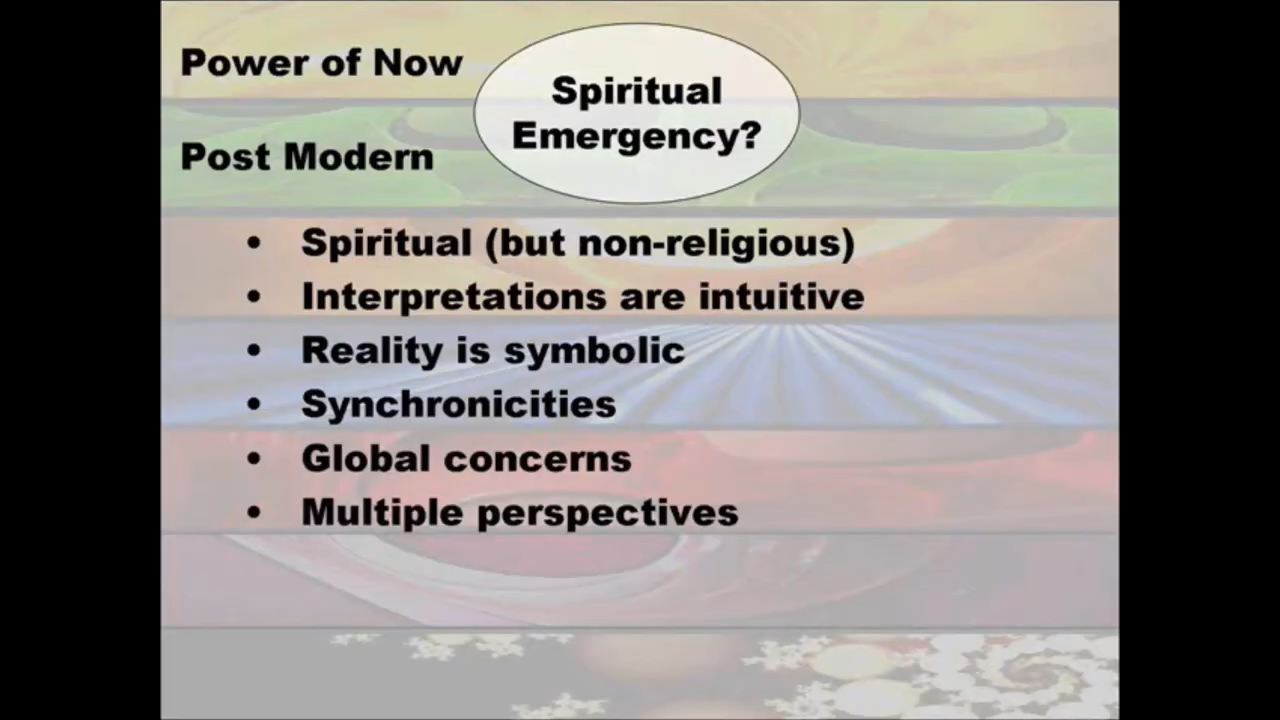 Power of Now
Spiritual
Emergency?
Post Modern
• Spiritual (but non-religious)
• Interpretations are intuitive
• Reality is symbolic
• Synchronicities
• Global concerns
• Multiple perspectives